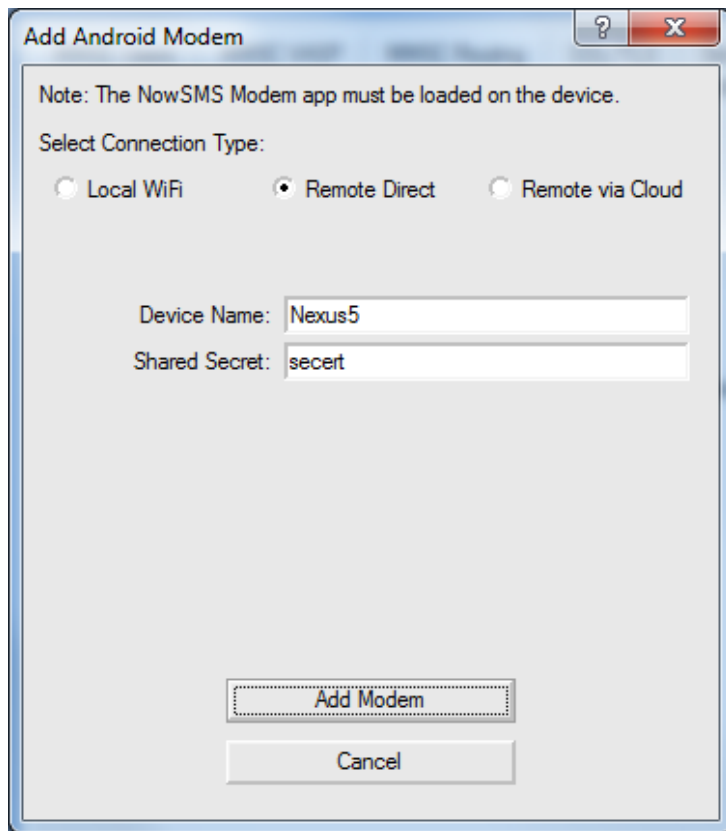 Add Android Modem
Note: The NowSMS Modem app must be loaded on the device.
Select Connection Type:
Local WiFi Remote Direct Remote via Cloud
Device Name: Nexus5
Shared Secret: secert
Add Modem
Cancel